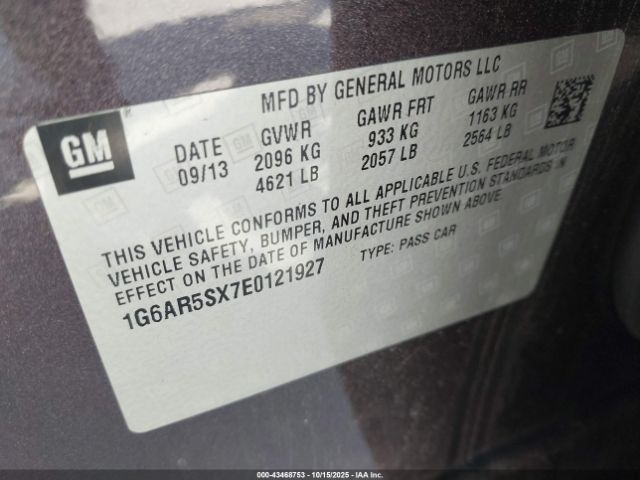 MFD BY GENERAL MOTORS LLC
GM
DATE GVWR GAWR FRT GAWR RR
09/13 2096 KG 933 KG 1163 KG
4621 LB 2057 LB 2564 LB
THIS VEHICLE CONFORMS TO ALL APPLICABLE U.S. FEDERAL MOTOR
VEHICLE SAFETY, BUMPER, AND THEFT PREVENTION STANDARDS IN
EFFECT ON THE DATE OF MANUFACTURE SHOWN ABOVE
1G6AR5SX7E0121927 TYPE: PASS CAR
000-43468753 - 10/15/2025 - IAA Inc.